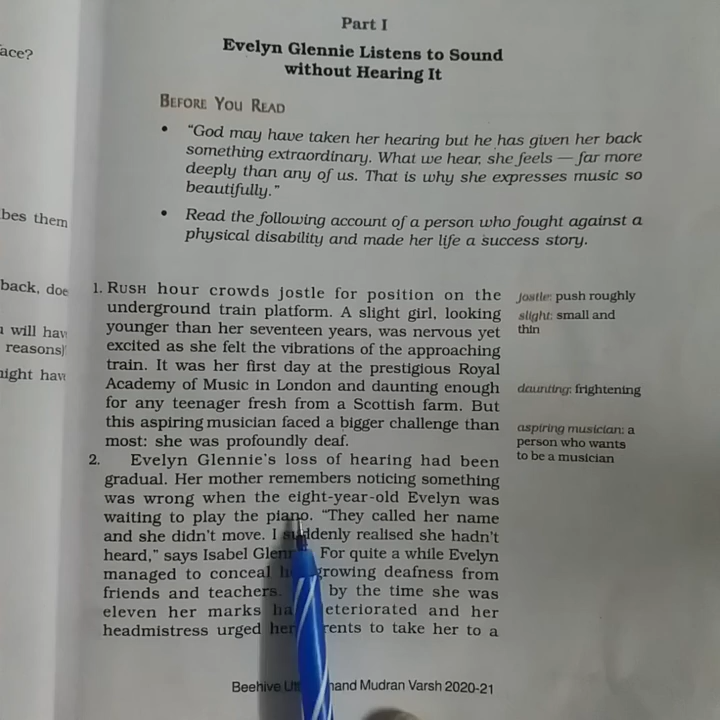 ace?
bes them
back, doe
will hav
reasons)
ight hav
Part I
Evelyn Glennie Listens to Sound
without Hearing It
BEFORE YOU READ
• "God may have taken her hearing but he has given her back
something extraordinary. What we hear, she feels — far more
deeply than any of us. That is why she expresses music so
beautifully."
• Read the following account of a person who fought against a
physical disability and made her life a success story.
1. RUSH hour crowds jostle for position on the
underground train platform. A slight girl, looking
younger than her seventeen years, was nervous yet
excited as she felt the vibrations of the approaching
train. It was her first day at the prestigious Royal
Academy of Music in London and daunting enough
for any teenager fresh from a Scottish farm. But
this aspiring musician faced a bigger challenge than
most: she was profoundly deaf.
2. Evelyn Glennie's loss of hearing had been
gradual. Her mother remembers noticing something
was wrong when the eight-year-old Evelyn was
waiting to play the piano. "They called her name
and she didn't move. I suddenly realised she hadn't
heard," says Isabel Glen For quite a while Evelyn
managed to conceal growing deafness from
friends and teachers. by the time she was
eleven her marks ha eteriorated and her
headmistress urged her rents to take her to a
jostle: push roughly
slight: small and
thin
daunting: frightening
aspiring musician: a
person who wants
to be a musician
Beehive Ut hand Mudran Varsh 2020-21